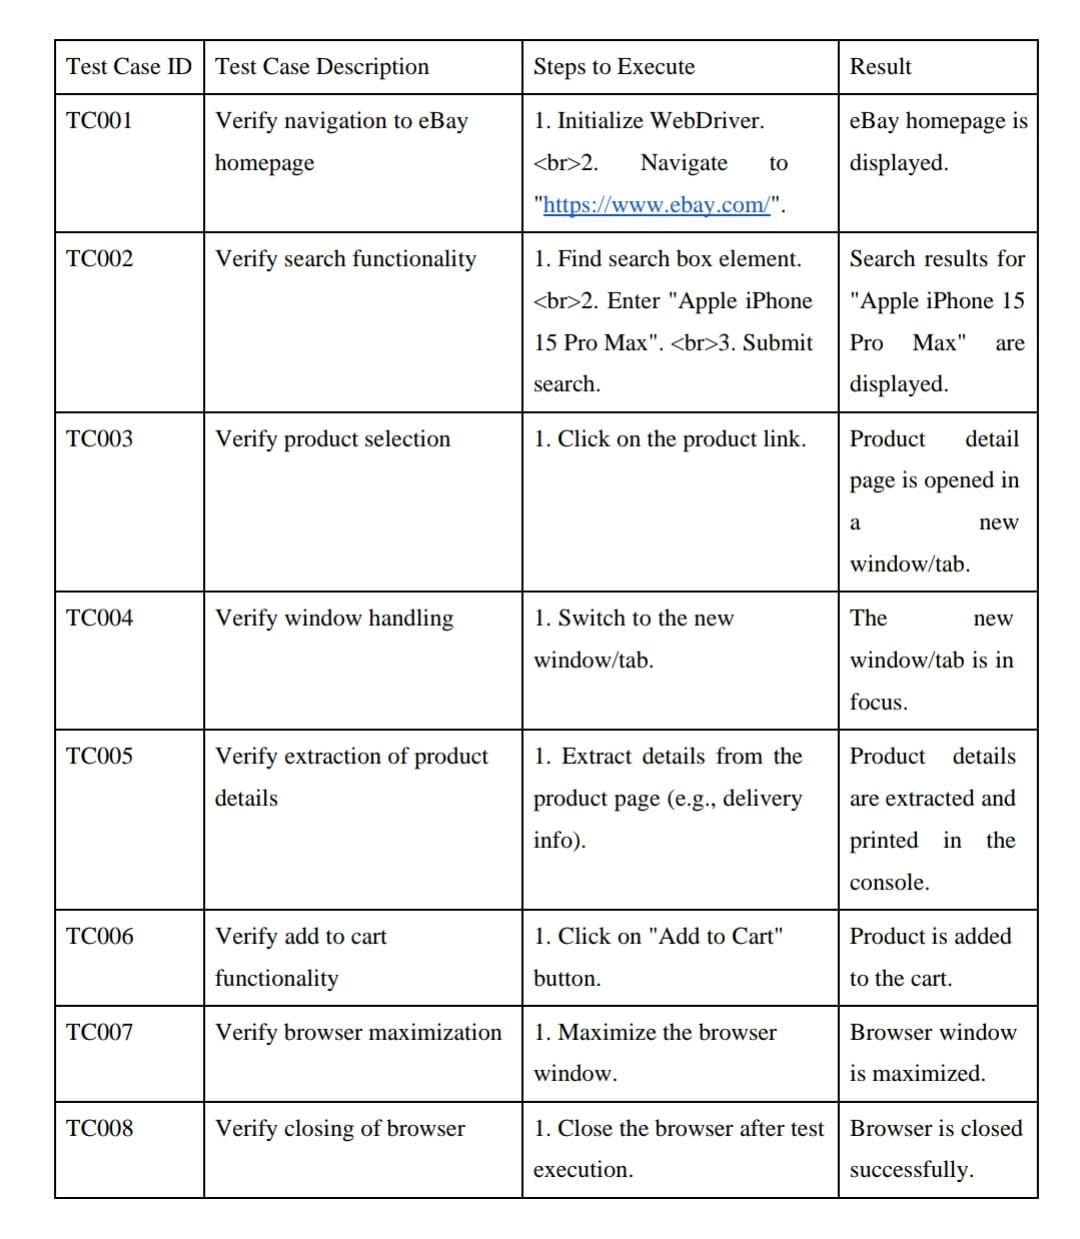 Test Case ID
Test Case Description
Steps to Execute
Result
TC001
Verify navigation to eBay
homepage
1. Initialize WebDriver.
<br>2. Navigate to
"https://www.ebay.com/".
eBay homepage is
displayed.
TC002
Verify search functionality
1. Find search box element.
<br>2. Enter "Apple iPhone
15 Pro Max". <br>3. Submit
search.
Search results for
"Apple iPhone 15
Pro Max" are
displayed.
TC003
Verify product selection
1. Click on the product link.
Product detail
page is opened in
a new
window/tab.
TC004
Verify window handling
1. Switch to the new
window/tab.
The new
window/tab is in
focus.
TC005
Verify extraction of product
details
1. Extract details from the
product page (e.g., delivery
info).
Product details
are extracted and
printed in the
console.
TC006
Verify add to cart
functionality
1. Click on "Add to Cart"
button.
Product is added
to the cart.
TC007
Verify browser maximization
1. Maximize the browser
window.
Browser window
is maximized.
TC008
Verify closing of browser
1. Close the browser after test
execution.
Browser is closed
successfully.